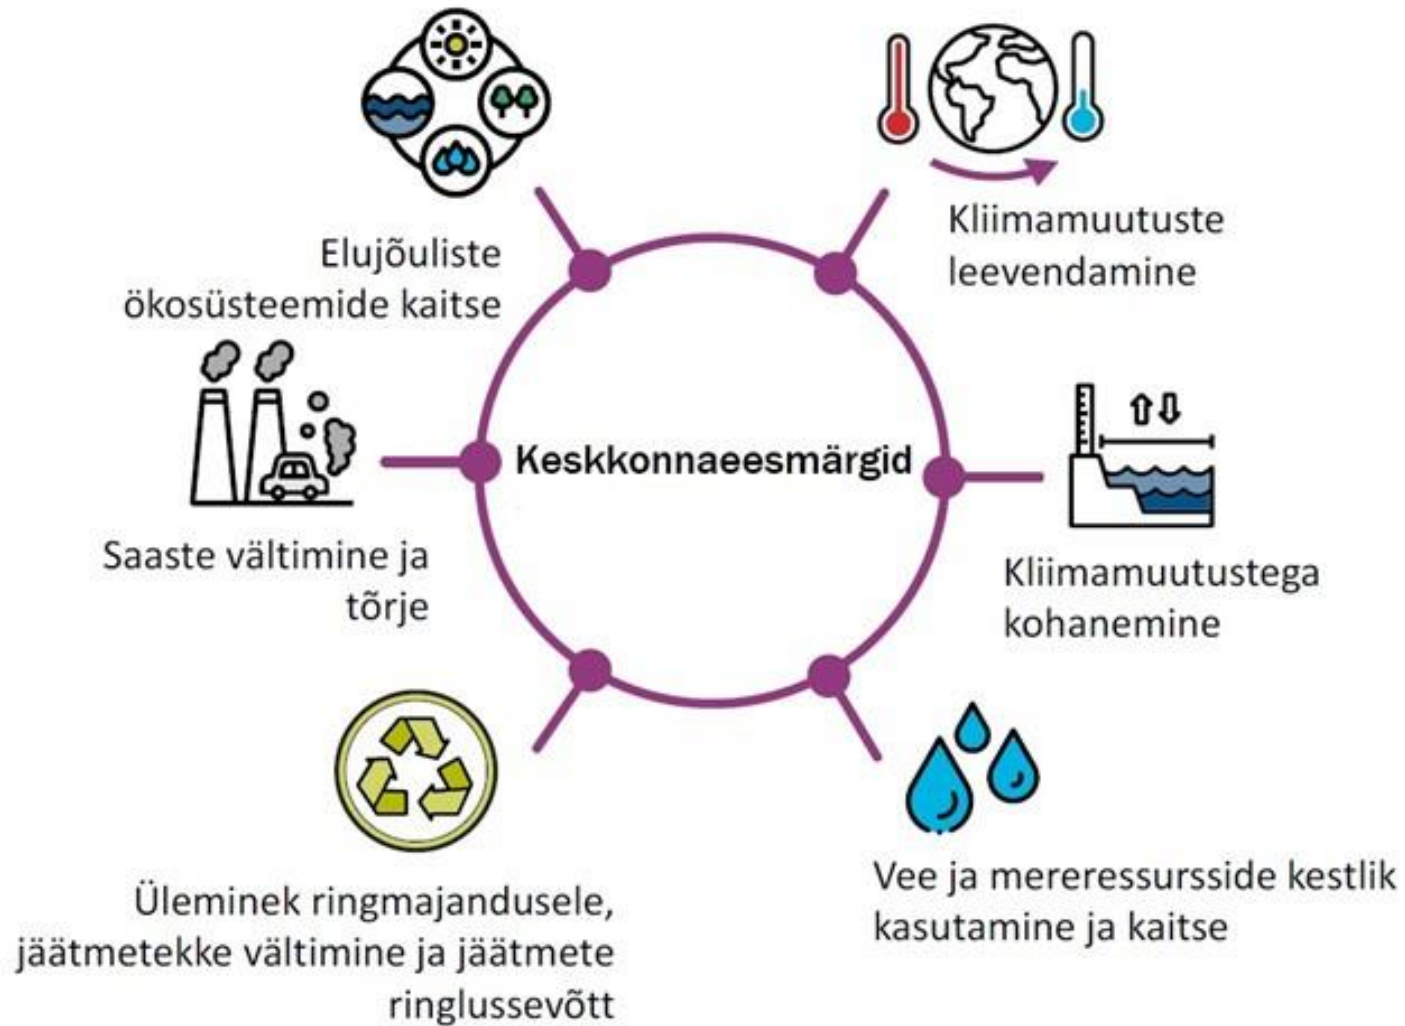 Elujõuliste
ökosüsteemide kaitse
Kliimamuutuste
leevendamine
Keskkonnaeesmärgid
Saaste vältimine ja
tõrje
Kliimamuutustega
kohanemine
Üleminek ringmajandusele,
jäätmetekke vältimine ja jäätmete
ringlussevõtt
Vee ja mereressursside kestlik
kasutamine ja kaitse